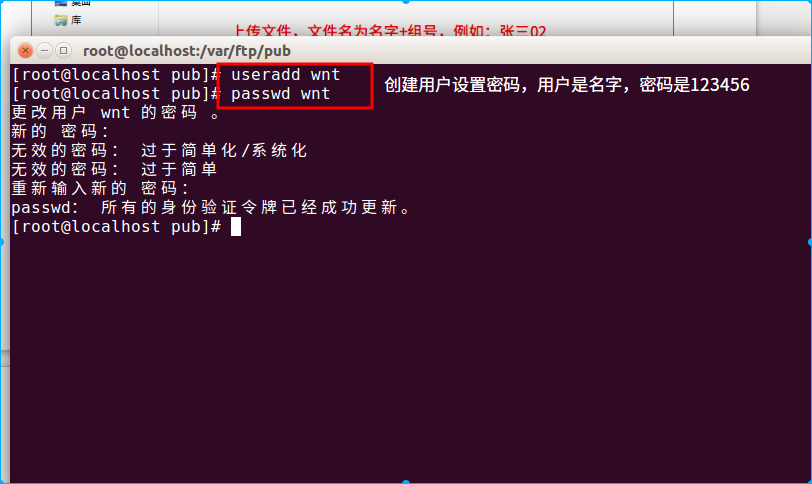 桌面
库
上传文件，文件名为名字+组号，例如：张三02
root@localhost:/var/ftp/pub
[root@localhost pub]# useradd wnt
[root@localhost pub]# passwd wnt
创建用户设置密码，用户是名字，密码是123456
更改用户 wnt 的密码 。
新的 密码：
无效的密码： 过于简单化/系统化
无效的密码： 过于简单
重新输入新的 密码：
passwd： 所有的身份验证令牌已经成功更新。
[root@localhost pub]#